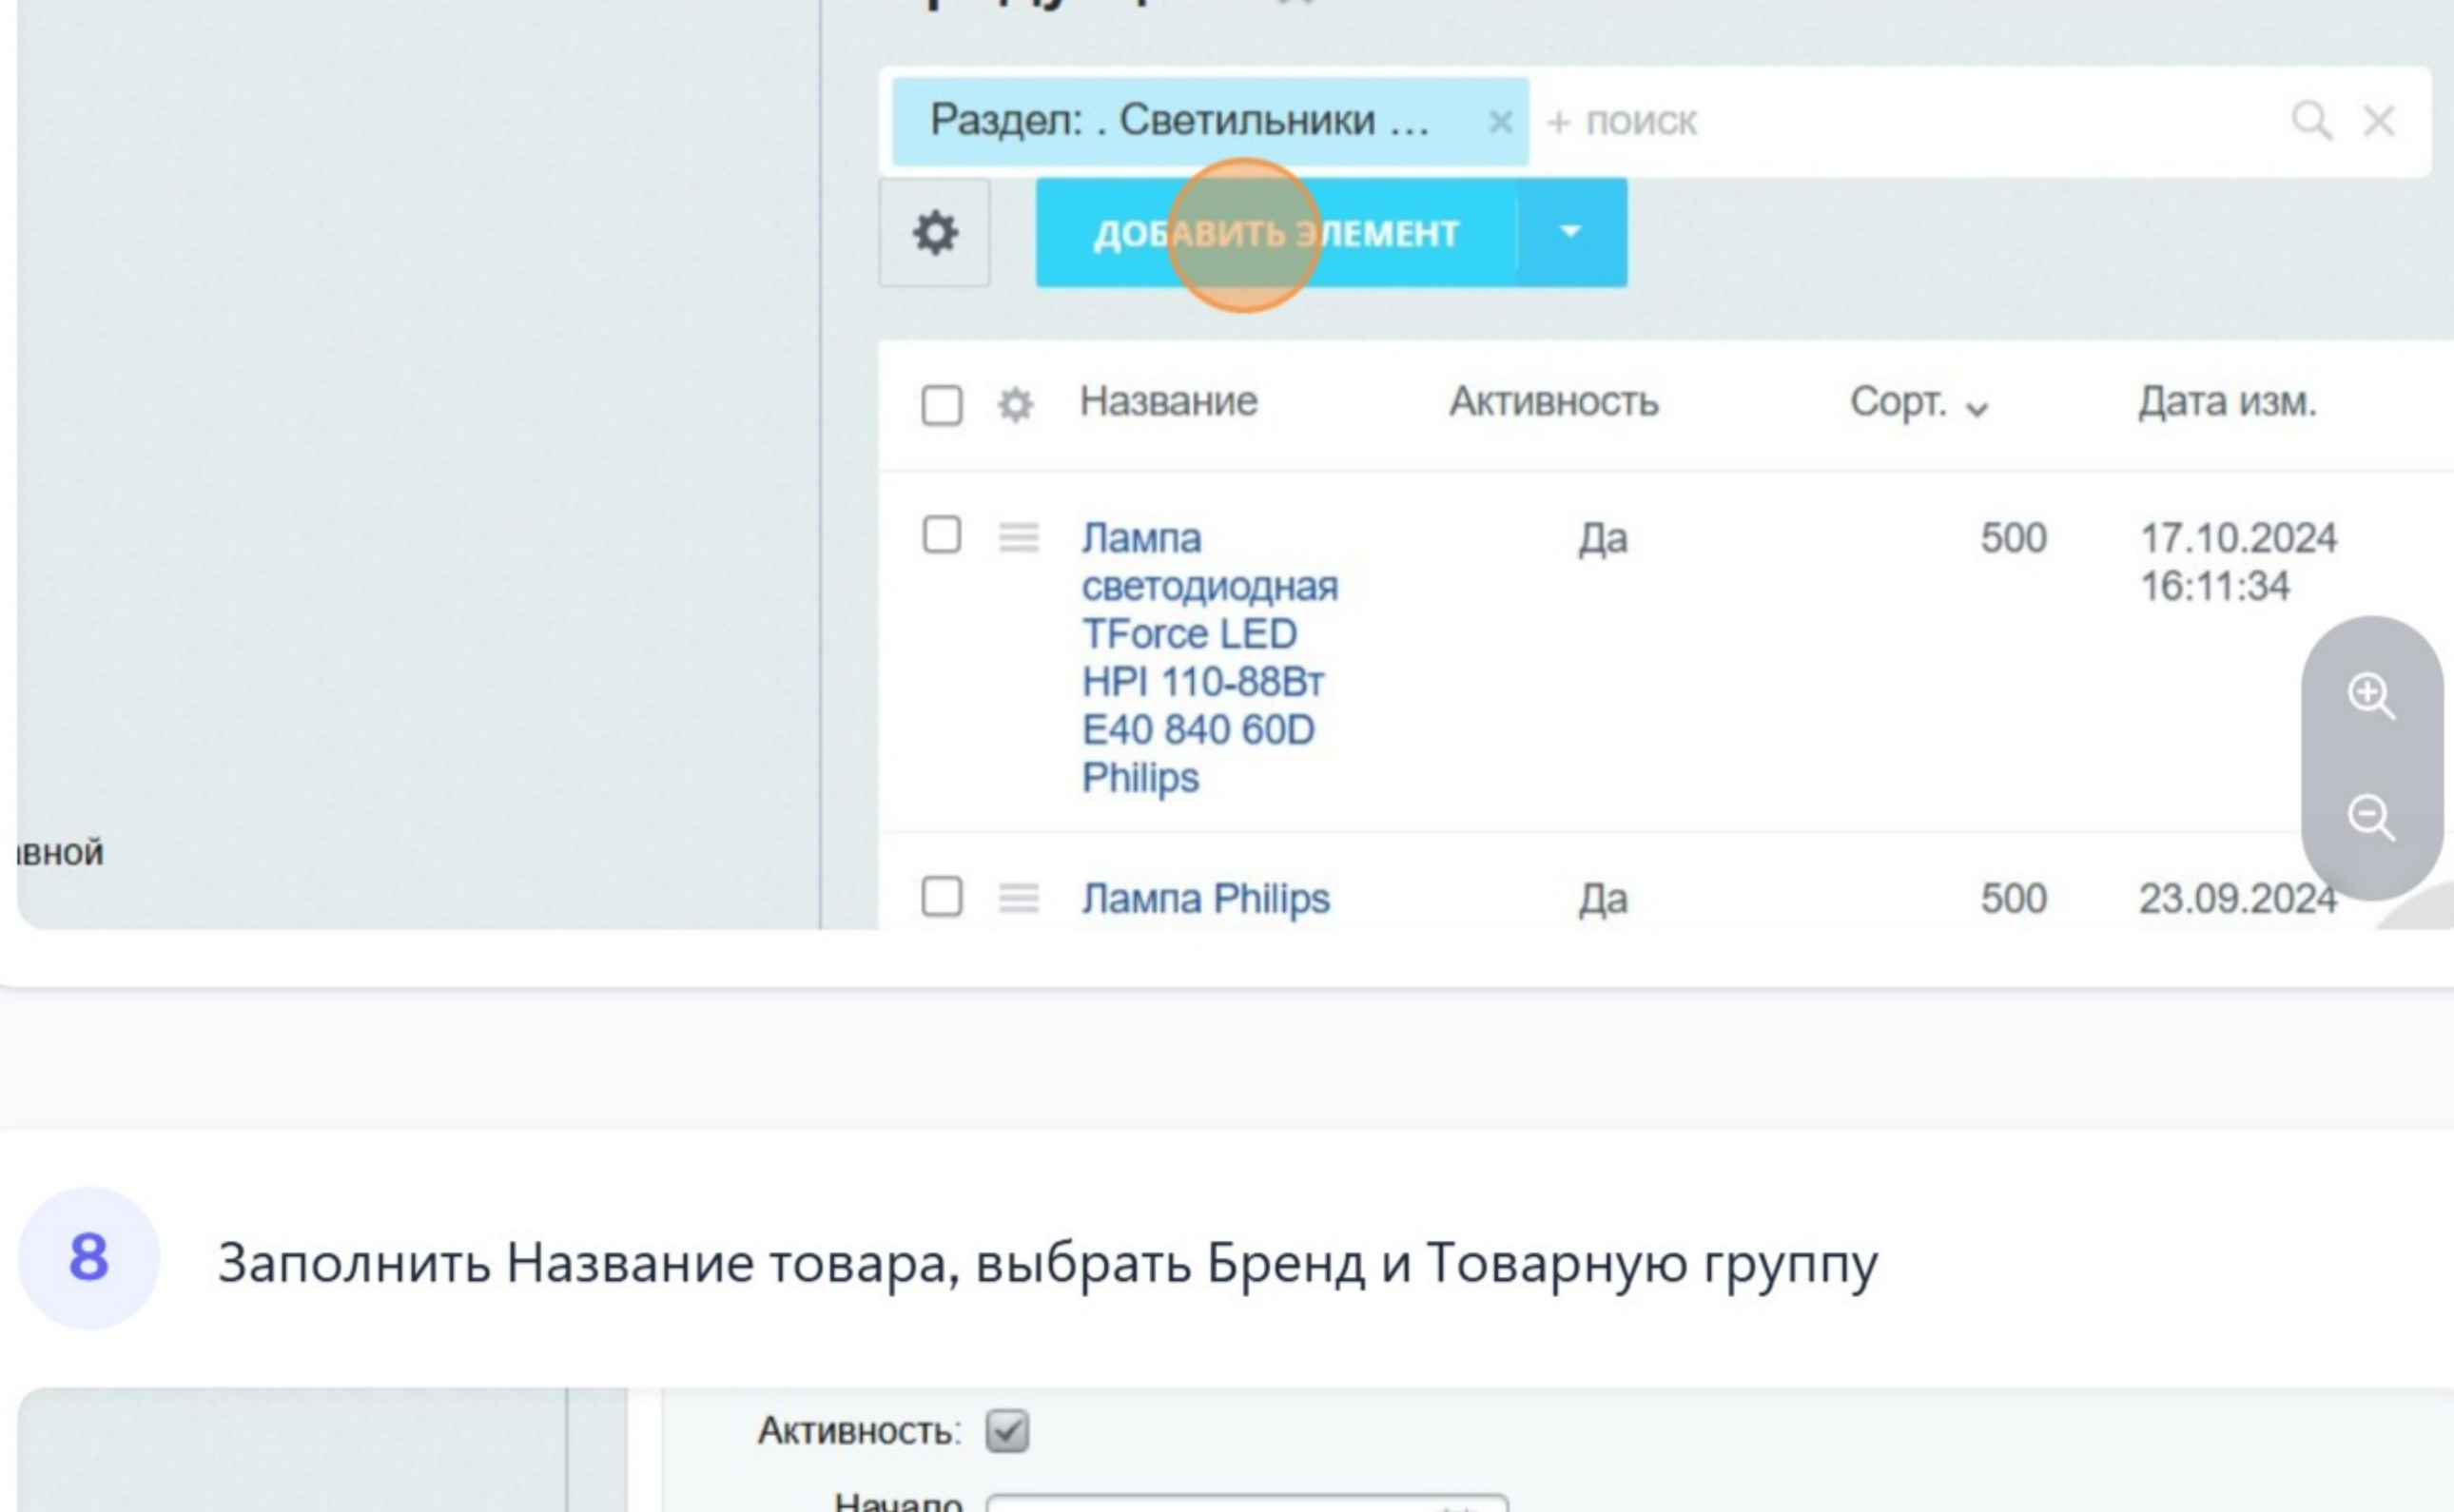 Раздел: . Светильники ...
+ поиск
ДОБАВИТЬ ЭЛЕМЕНТ
Название Активность Сорт. Дата изм.
Лампа Да 500 17.10.2024
светодиодная 16:11:34
TForce LED
HPI 110-88Вт
E40 840 60D
Philips
авной
Лампа Philips Да 500 23.09.2024
8 Заполнить Название товара, выбрать Бренд и Товарную группу
Активность:
Начало